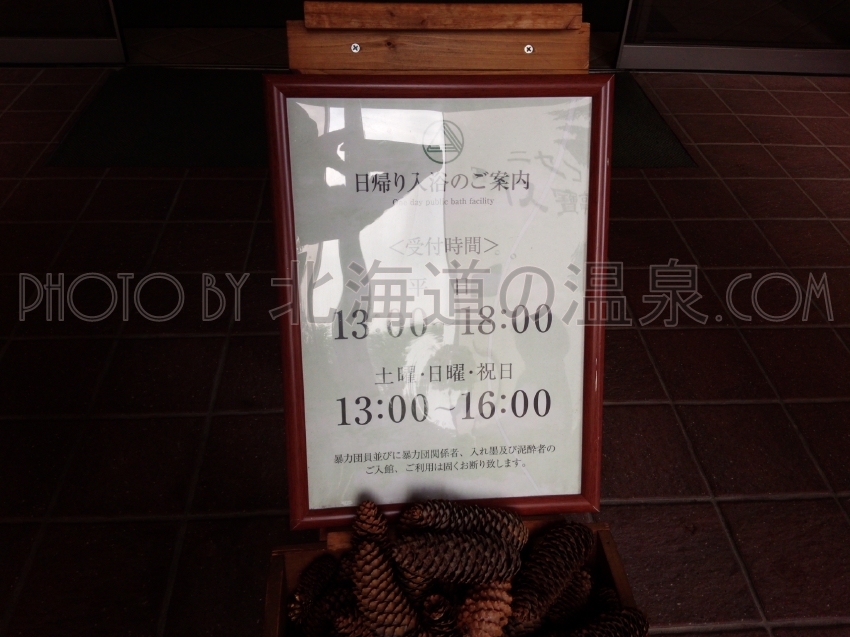 日帰り入浴のご案内
One day public bath facility
<受付時間>
平日
13:00～18:00
土曜・日曜・祝日
13:00～16:00
暴力団員並びに暴力団関係者、入れ墨及び泥酔者の
ご入館、ご利用は固くお断り致します。
PHOTO BY 北海道の温泉.COM